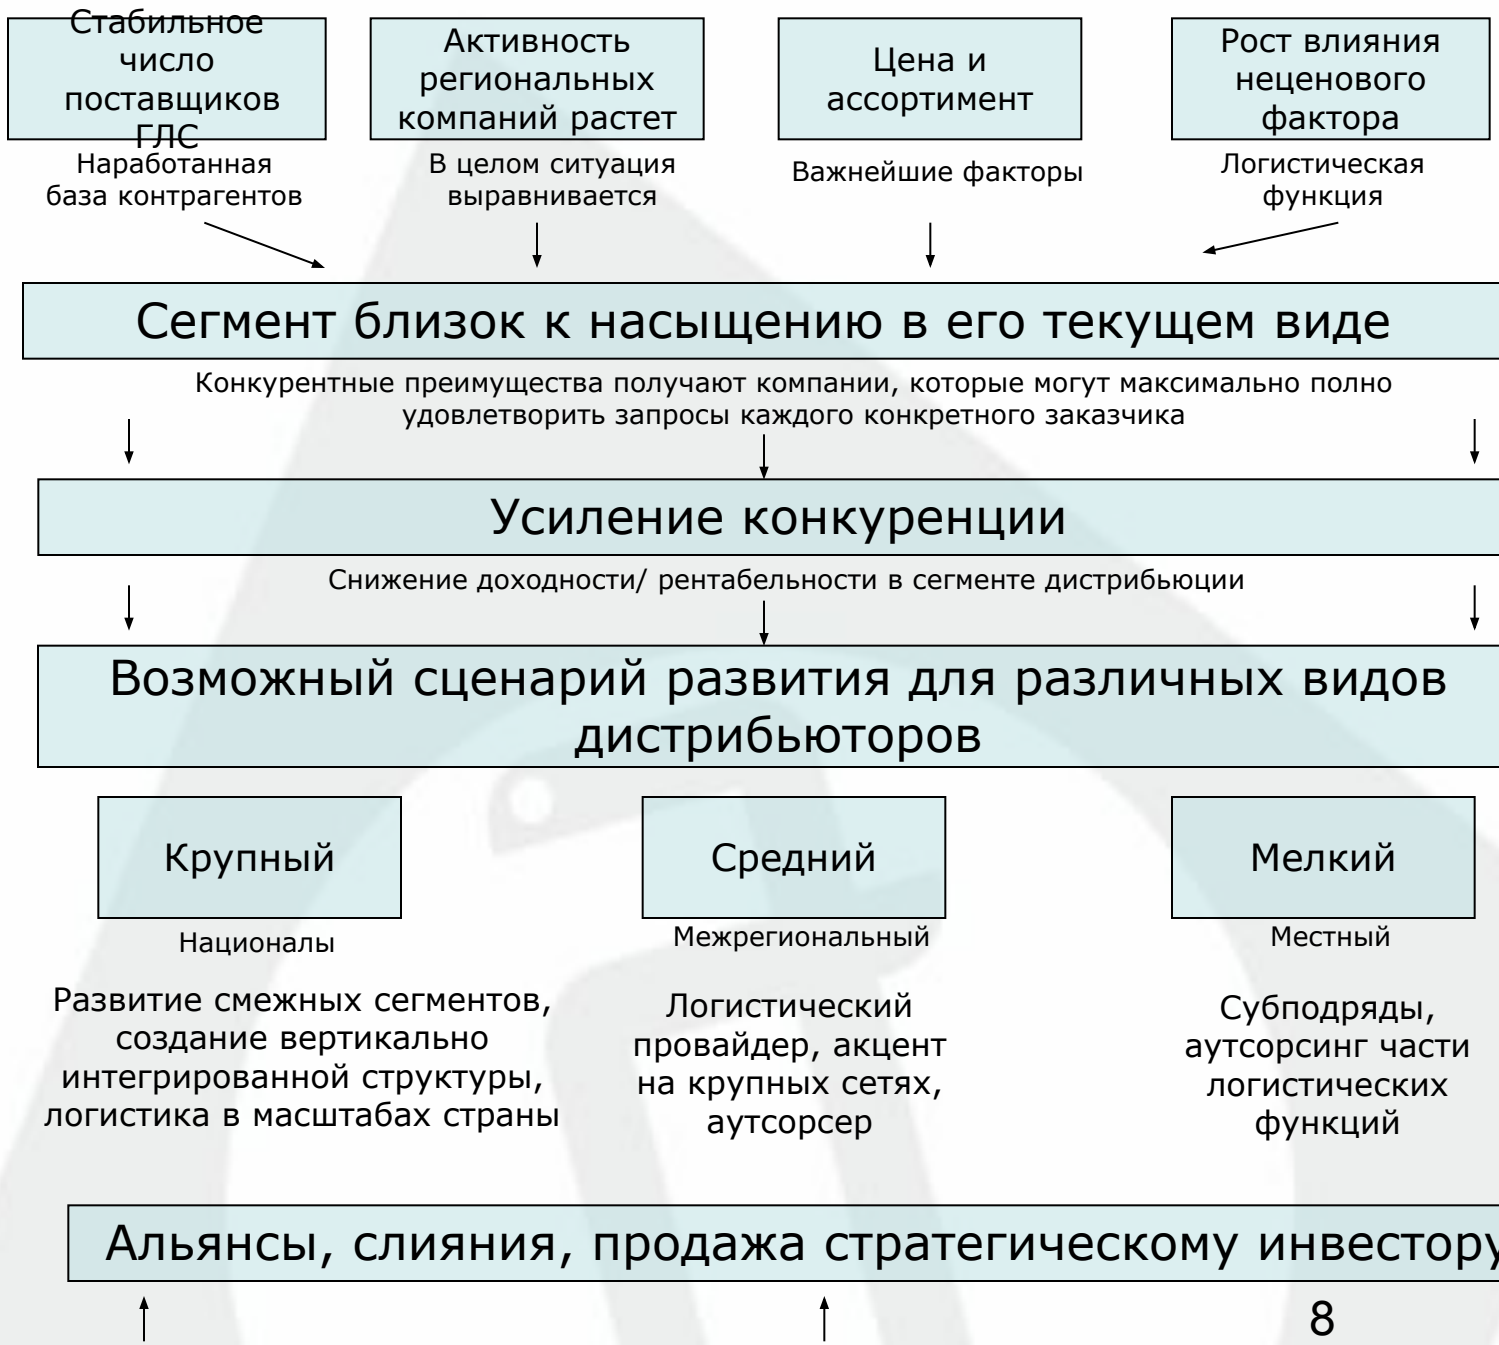 Стабильное
число
поставщиков
ГЛС
Наработанная
база контрагентов
Активность
региональных
компаний растет
В целом ситуация
выравнивается
Цена и
ассортимент
Важнейшие факторы
Рост влияния
неценового
фактора
Логистическая
функция
Сегмент близок к насыщению в его текущем виде
Конкурентные преимущества получают компании, которые могут максимально полно
удовлетворить запросы каждого конкретного заказчика
Усиление конкуренции
Снижение доходности/ рентабельности в сегменте дистрибьюции
Возможный сценарий развития для различных видов
дистрибьюторов
Крупный
Националы
Развитие смежных сегментов,
создание вертикально
интегрированной структуры,
логистика в масштабах страны
Средний
Межрегиональный
Логистический
провайдер, акцент
на крупных сетях,
аутсорсер
Мелкий
Местный
Субподряды,
аутсорсинг части
логистических
функций
Альянсы, слияния, продажа стратегическому инвестору
8